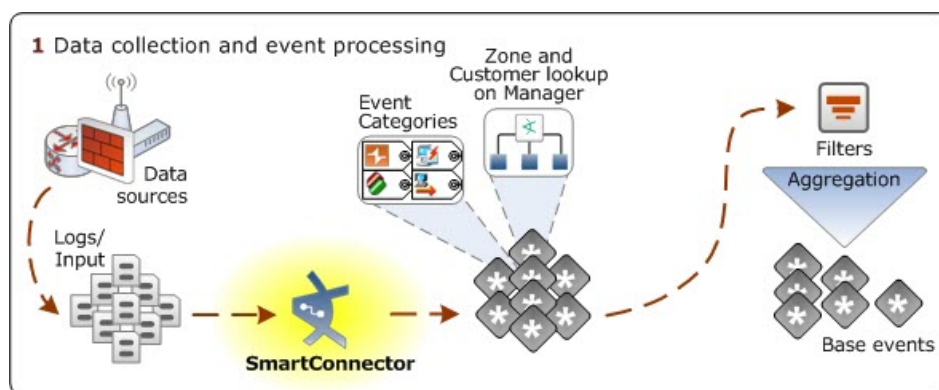 1 Data collection and event processing
Zone and
Customer lookup
on Manager
Event
Categories
Data
sources
Filters
Aggregation
Logs/
Input
SmartConnector
Base events